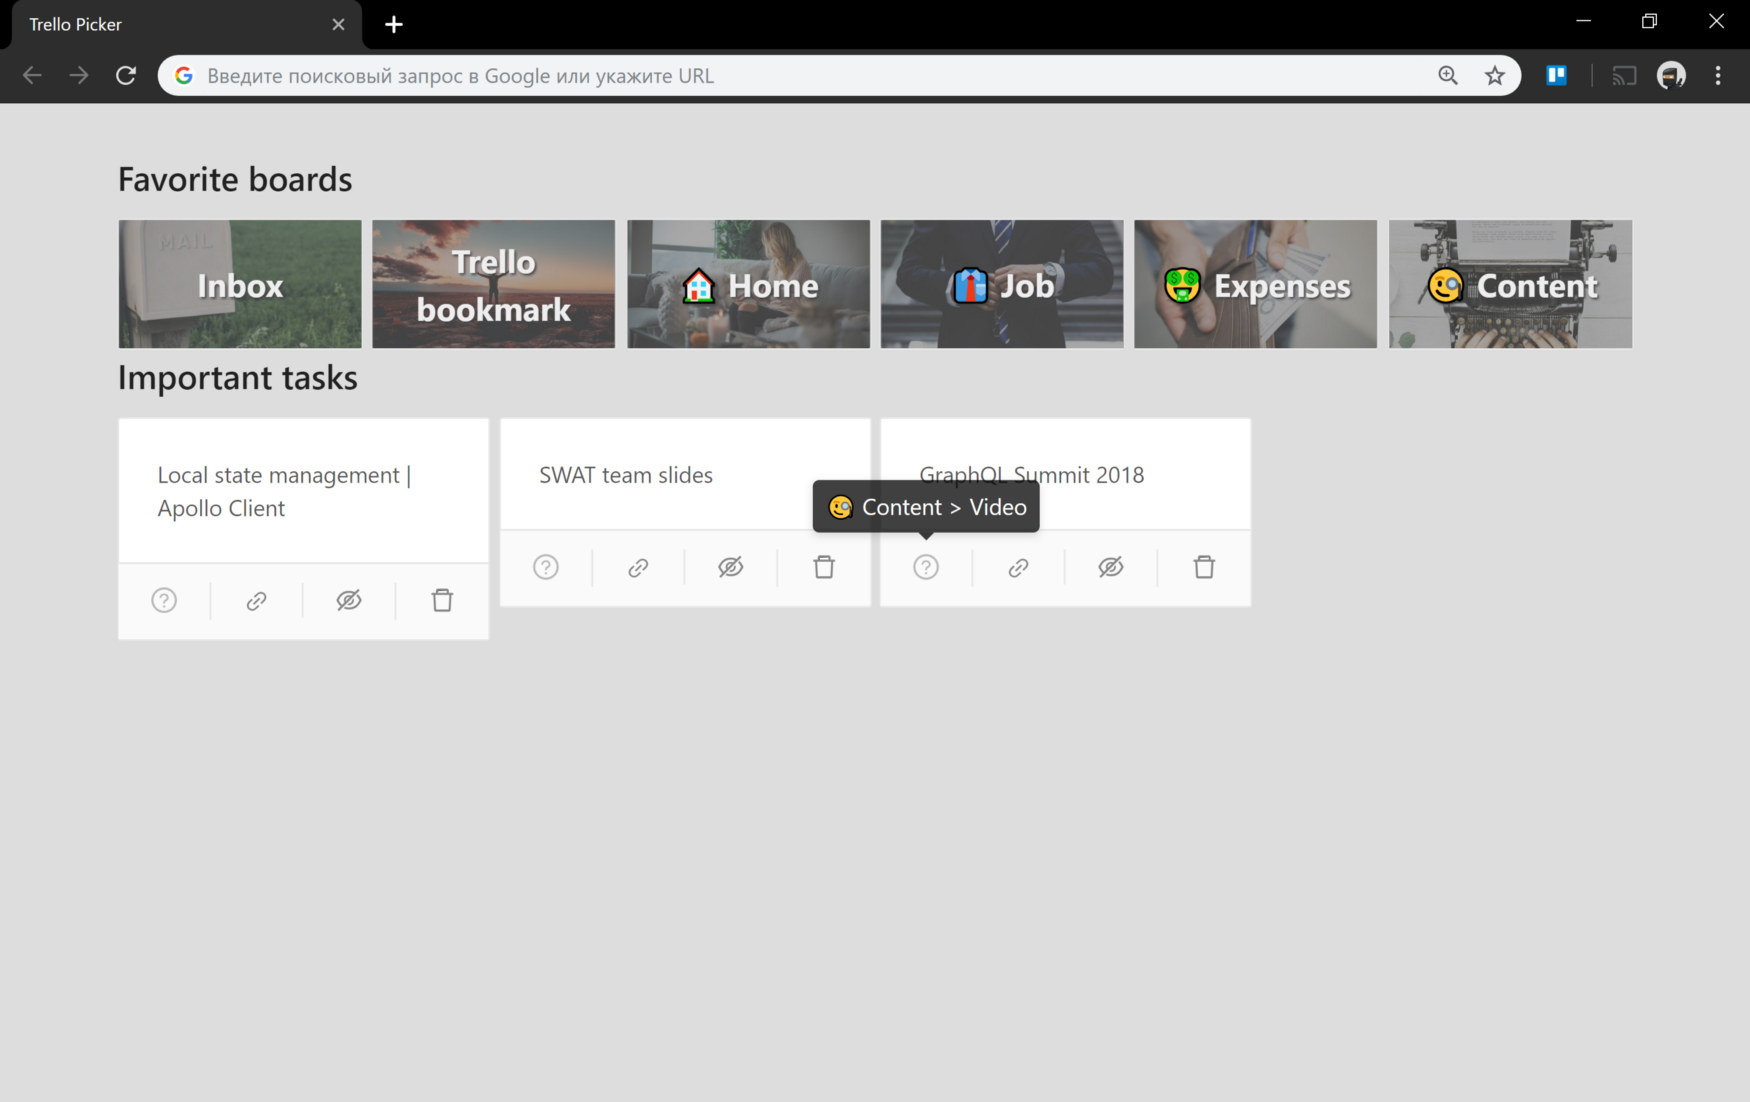 Trello Picker
Введите поисковый запрос в Google или укажите URL
Favorite boards
MAIL
Inbox
Trello
bookmark
🏠 Home
👔 Job
🤑 Expenses
🧐 Content
Important tasks
Local state management |
Apollo Client
SWAT team slides
GraphQL Summit 2018
🧐 Content > Video